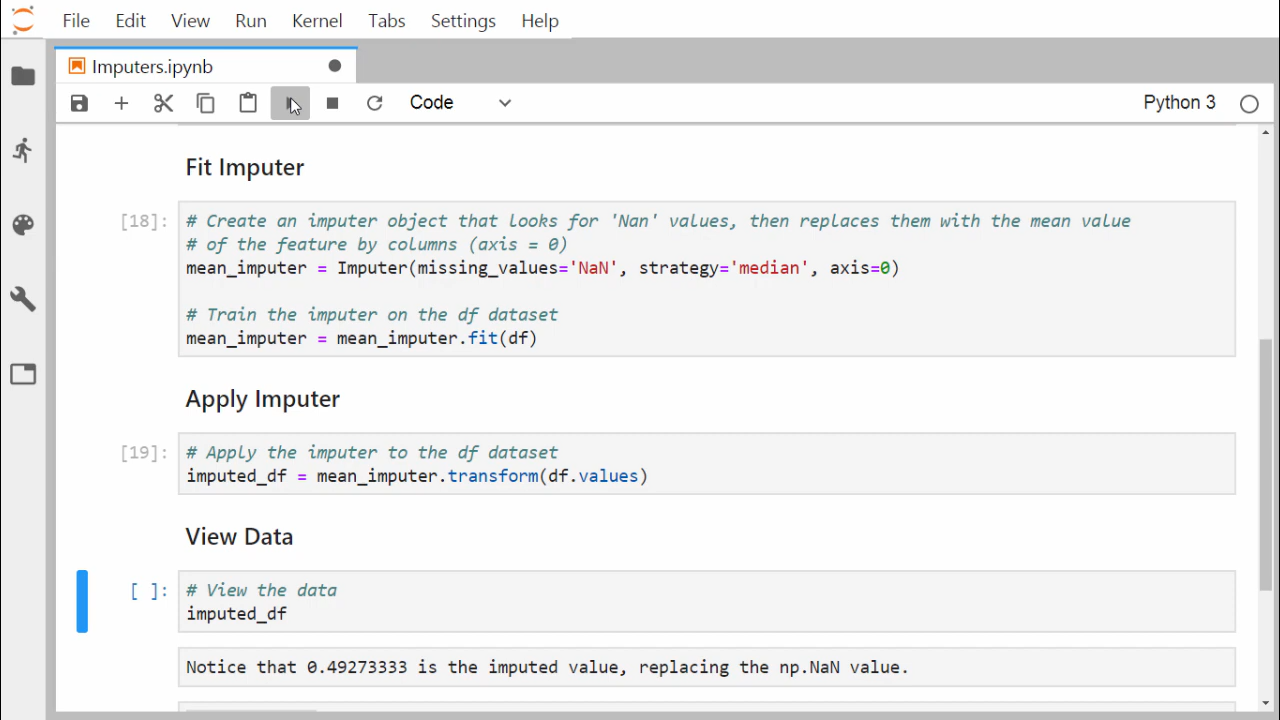 File Edit View Run Kernel Tabs Settings Help
Imputers.ipynb
Code
Python 3
Fit Imputer
[18]: # Create an imputer object that looks for 'Nan' values, then replaces them with the mean value
# of the feature by columns (axis = 0)
mean_imputer = Imputer(missing_values='NaN', strategy='median', axis=0)
# Train the imputer on the df dataset
mean_imputer = mean_imputer.fit(df)
Apply Imputer
[19]: # Apply the imputer to the df dataset
imputed_df = mean_imputer.transform(df.values)
View Data
[ ]: # View the data
imputed_df
Notice that 0.49273333 is the imputed value, replacing the np.NaN value.